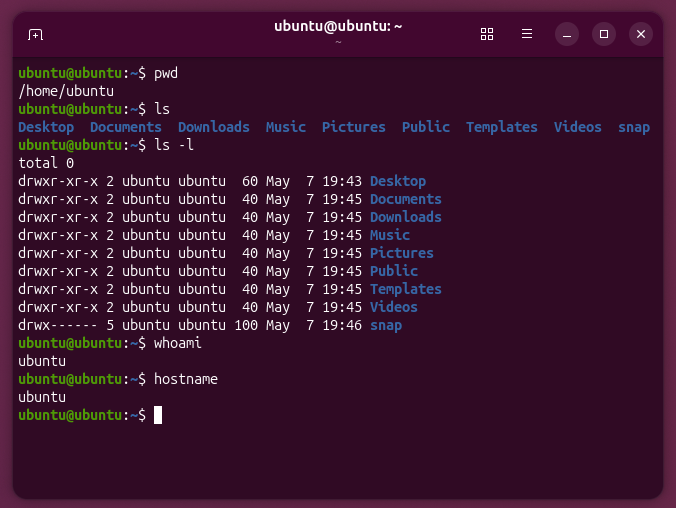 ubuntu@ubuntu: ~
~
ubuntu@ubuntu:~$ pwd
/home/ubuntu
ubuntu@ubuntu:~$ ls
Desktop  Documents  Downloads  Music  Pictures  Public  Templates  Videos  snap
ubuntu@ubuntu:~$ ls -l
total 0
drwxr-xr-x 2 ubuntu ubuntu  60 May  7 19:43 Desktop
drwxr-xr-x 2 ubuntu ubuntu  40 May  7 19:45 Documents
drwxr-xr-x 2 ubuntu ubuntu  40 May  7 19:45 Downloads
drwxr-xr-x 2 ubuntu ubuntu  40 May  7 19:45 Music
drwxr-xr-x 2 ubuntu ubuntu  40 May  7 19:45 Pictures
drwxr-xr-x 2 ubuntu ubuntu  40 May  7 19:45 Public
drwxr-xr-x 2 ubuntu ubuntu  40 May  7 19:45 Templates
drwxr-xr-x 2 ubuntu ubuntu  40 May  7 19:45 Videos
drwx------ 5 ubuntu ubuntu 100 May  7 19:46 snap
ubuntu@ubuntu:~$ whoami
ubuntu
ubuntu@ubuntu:~$ hostname
ubuntu
ubuntu@ubuntu:~$